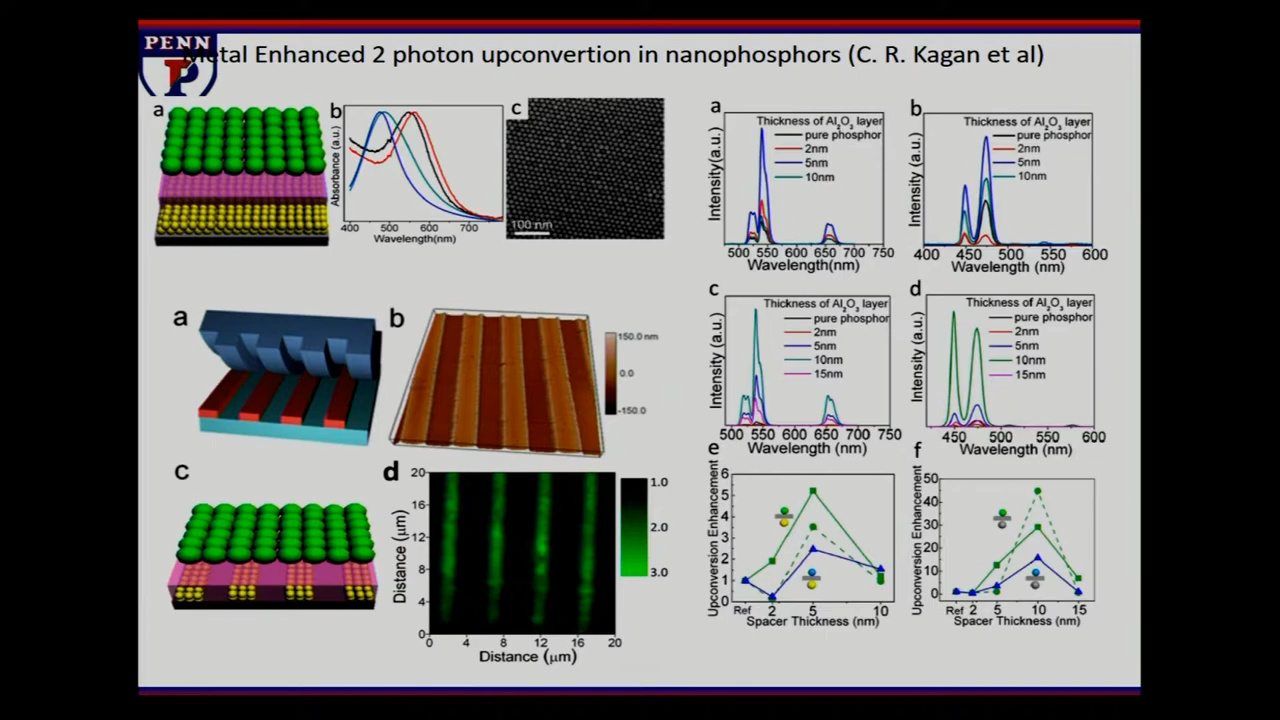 PENN
Metal Enhanced 2 photon upconvertion in nanophosphors (C. R. Kagan et al)
a
b
Absorbance (a.u.)
400 500 600 700
Wavelength(nm)
c
100 nm
a
Intensity(a.u.)
Thickness of Al2O3 layer
pure phosphor
2nm
5nm
10nm
500 550 600 650 700 750
Wavelength(nm)
b
Intensity (a.u.)
Thickness of Al2O3 layer
pure phosphor
2nm
5nm
10nm
400 450 500 550 600
Wavelength (nm)
a
b
150.0 nm
0.0
-150.0
c
Intensity (a.u.)
Thickness of Al2O3 layer
pure phosphor
2nm
5nm
10nm
15nm
500 550 600 650 700 750
Wavelength (nm)
d
Intensity (a.u.)
Thickness of Al2O3 layer
pure phosphor
2nm
5nm
10nm
15nm
450 500 550 600
Wavelength (nm)
c
d
Distance (μm)
20
16
12
8
4
0
0 4 8 12 16 20
Distance (μm)
1.0
2.0
3.0
e
Upconversion Enhancement
6
5
4
3
2
1
0
Ref 2 5 10
Spacer Thickness (nm)
f
Upconversion Enhancement
50
40
30
20
10
0
Ref 2 5 10 15
Spacer Thickness (nm)